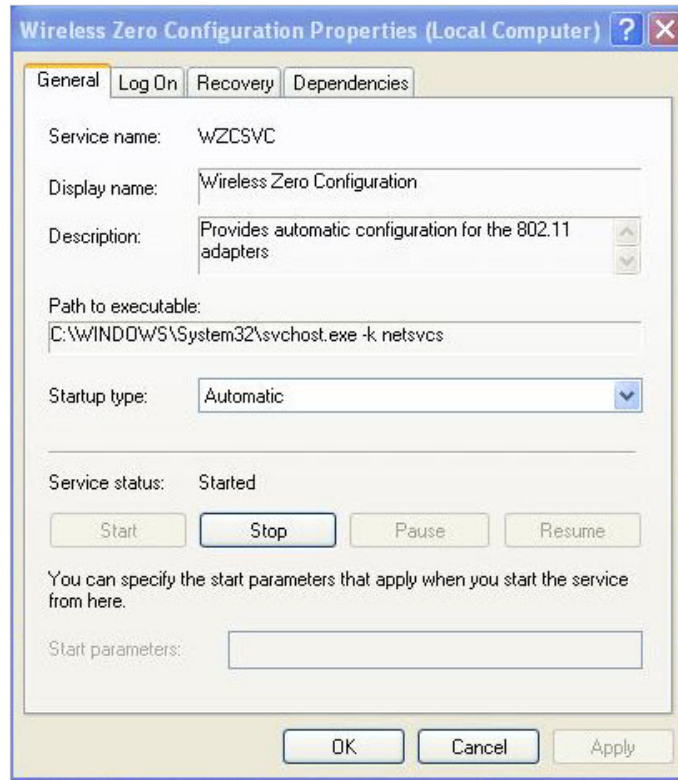 Wireless Zero Configuration Properties (Local Computer)
General Log On Recovery Dependencies
Service name: WZCSVC
Display name: Wireless Zero Configuration
Description: Provides automatic configuration for the 802.11
adapters
Path to executable:
C:\WINDOWS\System32\svchost.exe -k netsvcs
Startup type: Automatic
Service status: Started
Start Stop Pause Resume
You can specify the start parameters that apply when you start the service
from here.
Start parameters:
OK Cancel Apply